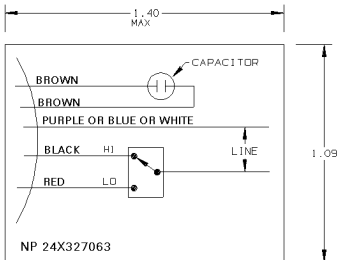 1.40
MAX
CAPACITOR
BROWN
BROWN
PURPLE OR BLUE OR WHITE
BLACK HI
LINE
1.09
RED LO
NP 24X327063